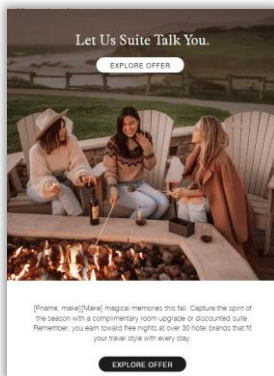 Let Us Suite Talk You.
EXPLORE OFFER
[Fname, make][Make] magical memories this fall. Capture the spirit of
the season with a complimentary room upgrade or discounted suite.
Remember, you earn toward free nights at over 30 hotel brands that fit
your travel style with every stay.
EXPLORE OFFER